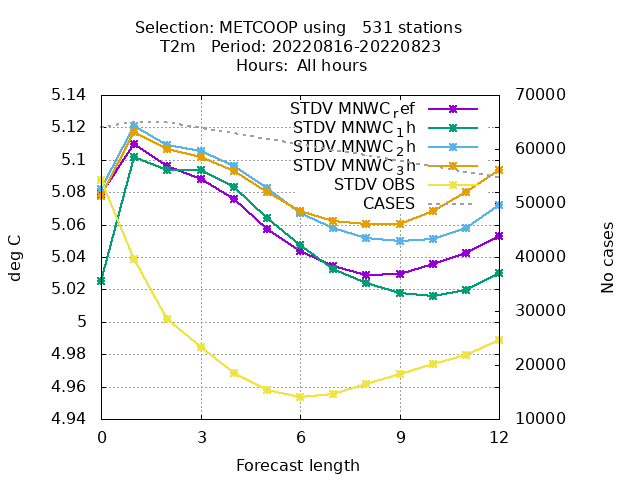 Selection: METCOOP using 531 stations
T2m Period: 20220816-20220823
Hours: All hours
5.14
5.12
5.1
5.08
5.06
5.04
5.02
5
4.98
4.96
4.94
deg C
70000
60000
50000
40000
30000
20000
10000
No cases
STDV MNWC_ref
STDV MNWC_1h
STDV MNWC_2h
STDV MNWC_3h
STDV OBS
CASES
0 3 6 9 12
Forecast length